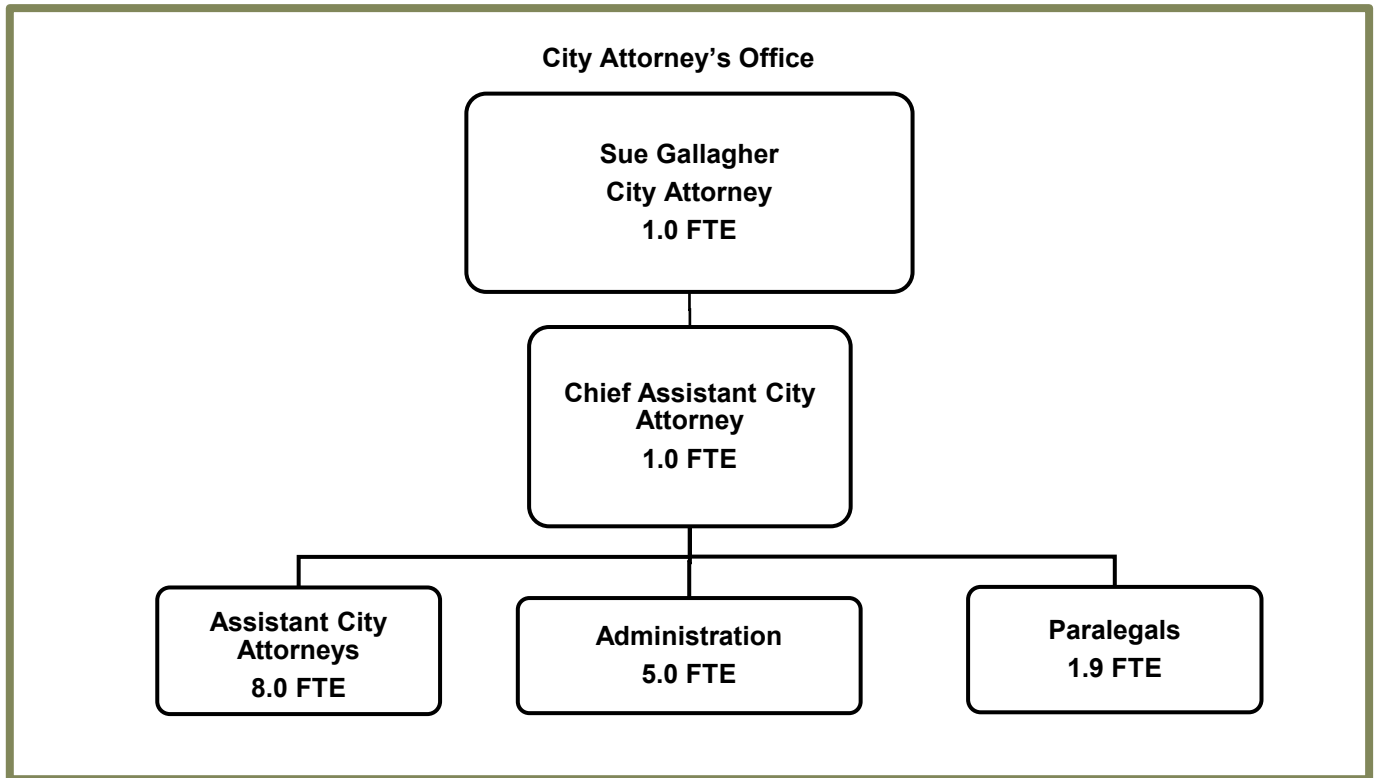 City Attorney’s Office
Sue Gallagher
City Attorney
1.0 FTE
Chief Assistant City
Attorney
1.0 FTE
Assistant City
Attorneys
8.0 FTE
Administration
5.0 FTE
Paralegals
1.9 FTE